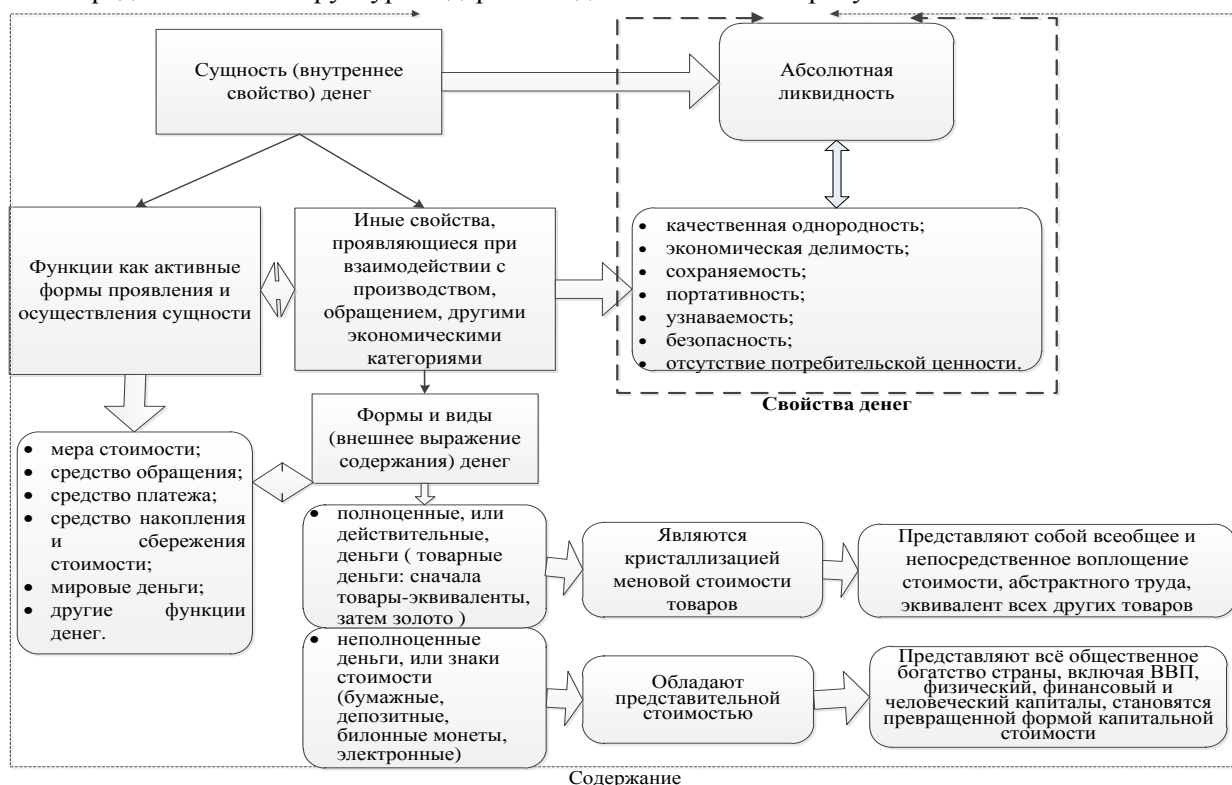 Сущность (внутреннее
свойство) денег
Абсолютная
ликвидность
Функции как активные
формы проявления и
осуществления сущности
Иные свойства,
проявляющиеся при
взаимодействии с
производством,
обращением, другими
экономическими
категориями
• качественная однородность;
• экономическая делимость;
• сохраняемость;
• портативность;
• узнаваемость;
• безопасность;
• отсутствие потребительской ценности.
Свойства денег
• мера стоимости;
• средство обращения;
• средство платежа;
• средство накопления
и сбережения
стоимости;
• мировые деньги;
• другие функции
денег.
Формы и виды
(внешнее выражение
содержания) денег
• полноценные, или
действительные,
деньги ( товарные
деньги: сначала
товары-эквиваленты,
затем золото )
Являются
кристаллизацией
меновой стоимости
товаров
Представляют собой всеобщее и
непосредственное воплощение
стоимости, абстрактного труда,
эквивалент всех других товаров
• неполноценные
деньги, или знаки
стоимости
(бумажные,
депозитные,
билонные монеты,
электронные)
Обладают
представительной
стоимостью
Представляют всё общественное
богатство страны, включая ВВП,
физический, финансовый и
человеческий капиталы, становятся
превращенной формой капитальной
стоимости
Содержание